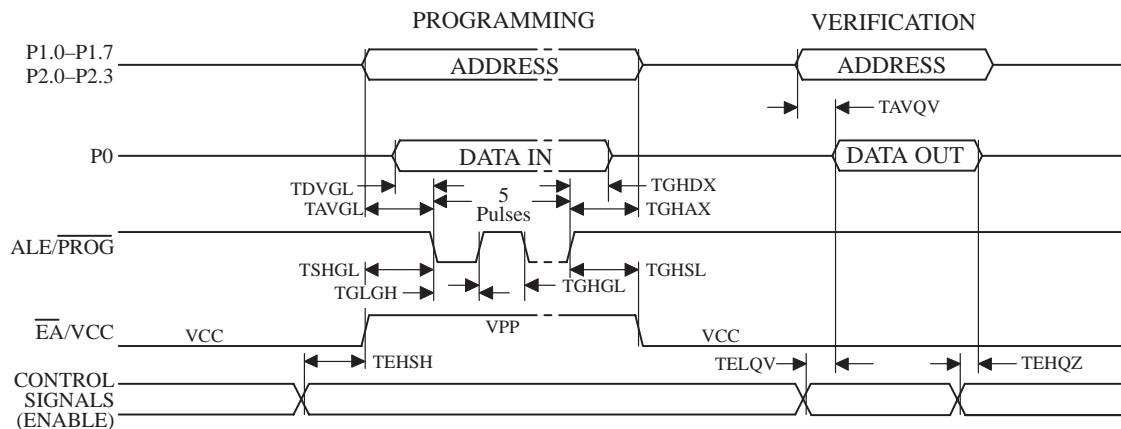 PROGRAMMING VERIFICATION
P1.0–P1.7
P2.0–P2.3
ADDRESS ADDRESS
TAVQV
P0 DATA IN DATA OUT
TDVGL 5 TGHDX
TAVGL Pulses TGHAX
ALE/PROG
TSHGL TGHSL
TGLGH TGHGL
EA/VCC VCC VPP VCC
TEHSH TELQV TEHQZ
CONTROL
SIGNALS
(ENABLE)